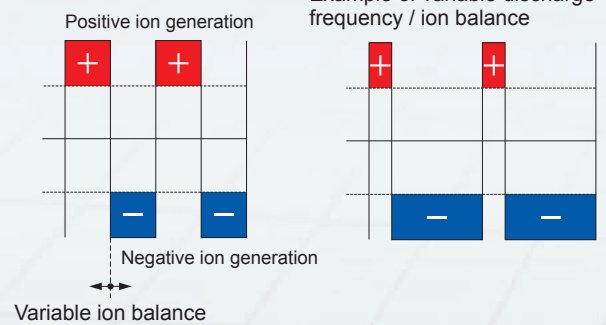 Positive ion generation
Example of variable discharge
frequency / ion balance
+
+
+
+
−
−
−
−
Negative ion generation
Variable ion balance